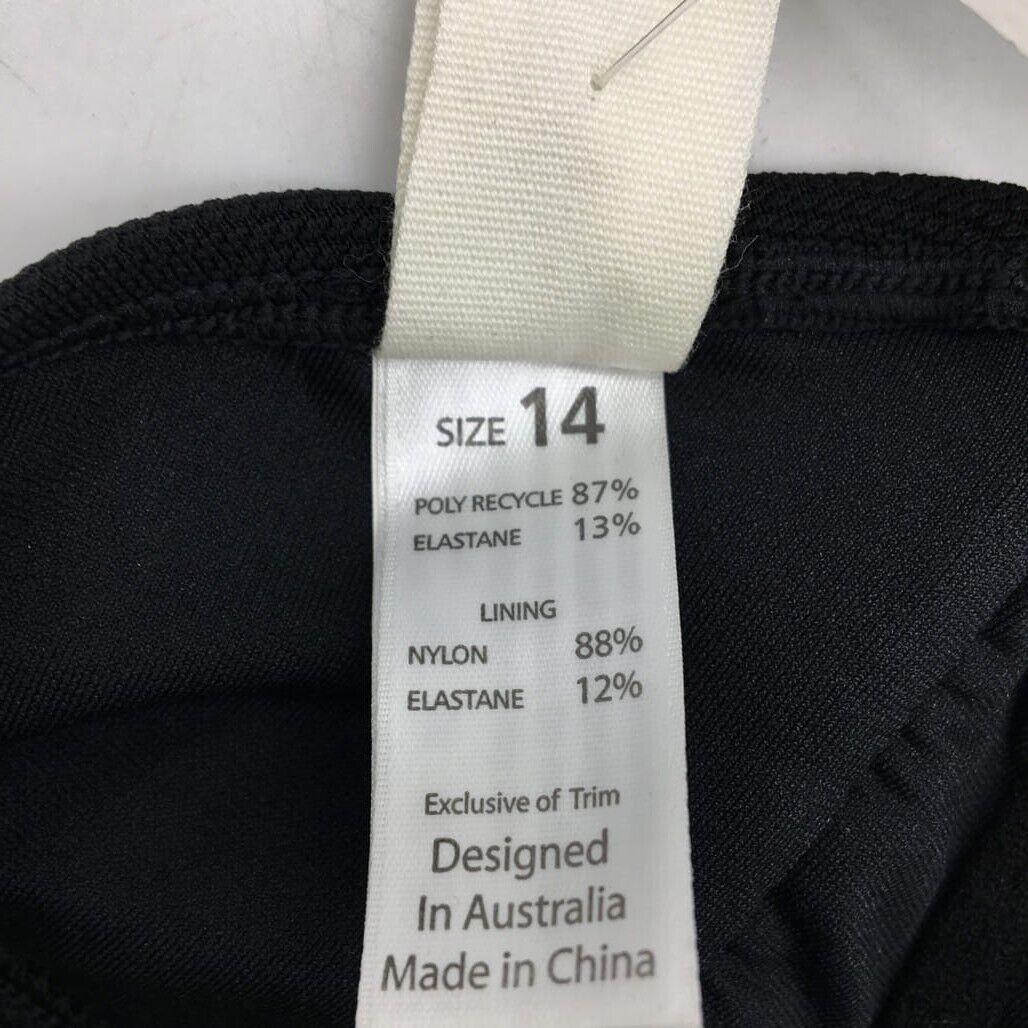 SIZE 14
POLY RECYCLE 87%
ELASTANE 13%
LINING
NYLON 88%
ELASTANE 12%
Exclusive of Trim
Designed
In Australia
Made in China